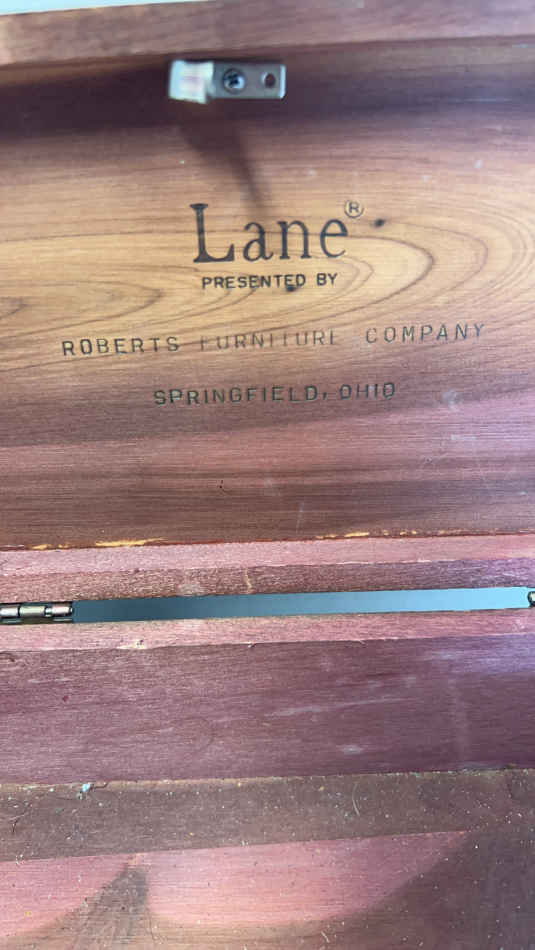 Lane®
PRESENTED BY
ROBERTS FURNITURE COMPANY
SPRINGFIELD, OHIO